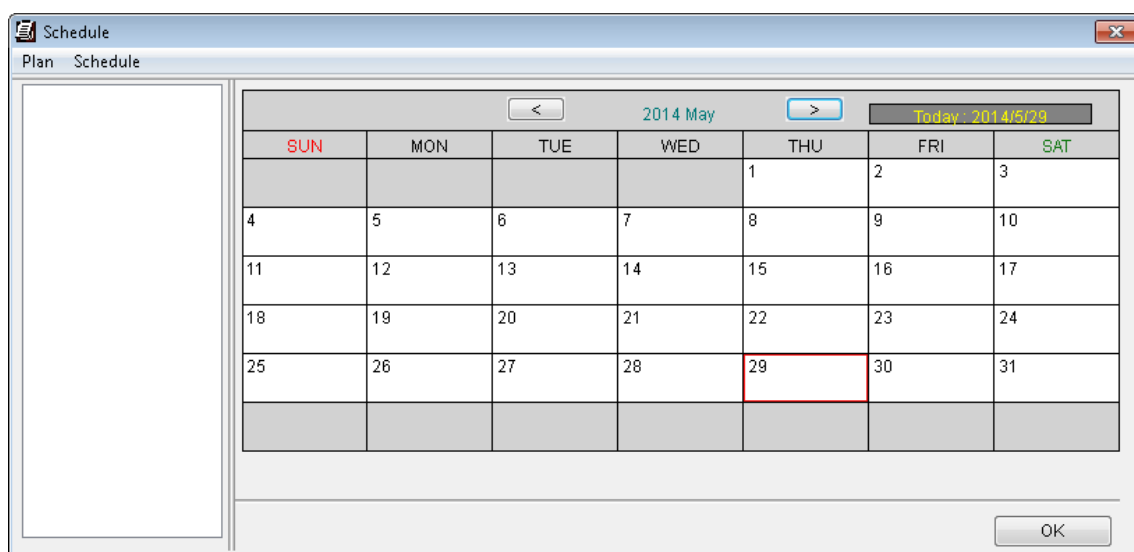 Schedule
Plan Schedule
< 2014 May > Today : 2014/5/29
SUN MON TUE WED THU FRI SAT
1 2 3
4 5 6 7 8 9 10
11 12 13 14 15 16 17
18 19 20 21 22 23 24
25 26 27 28 29 30 31
OK